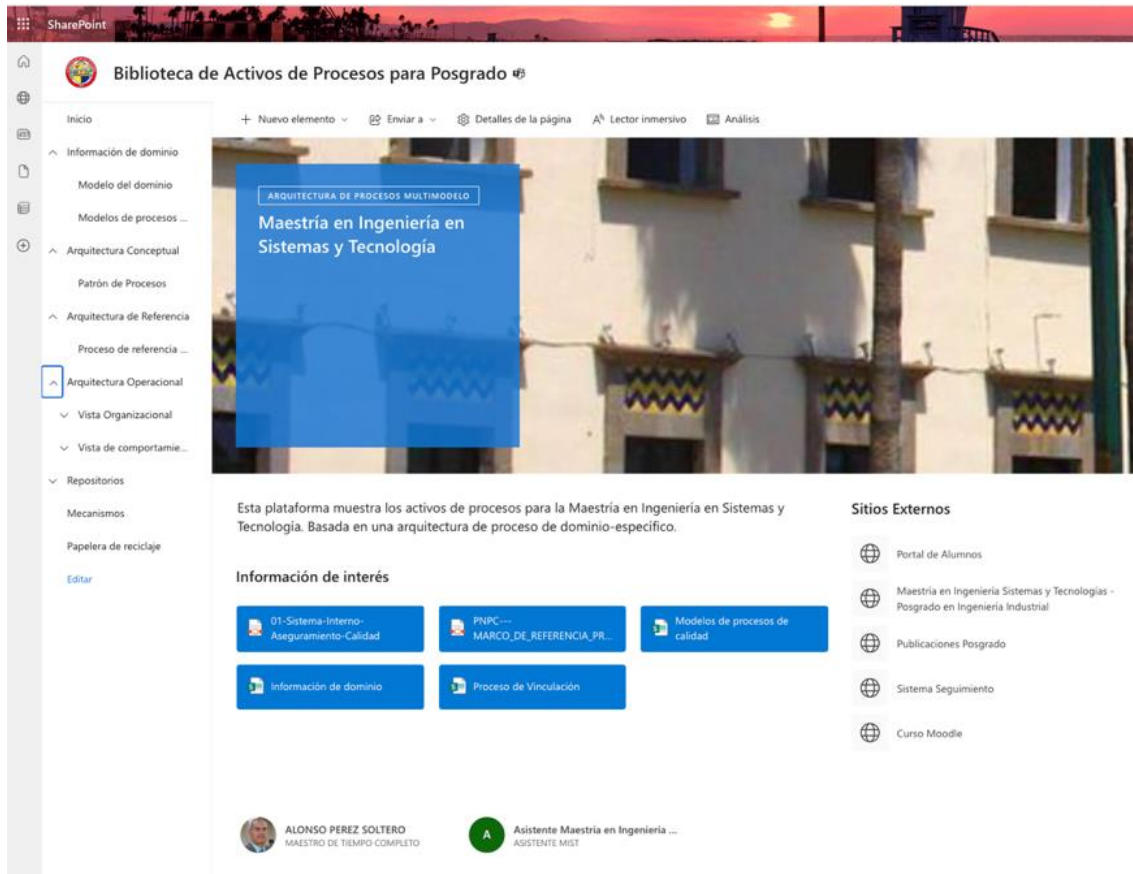 SharePoint
Biblioteca de Activos de Procesos para Posgrado
Inicio
Información de dominio
Modelo del dominio
Modelos de procesos ...
Arquitectura Conceptual
Patrón de Procesos
Arquitectura de Referencia
Proceso de referencia ...
Arquitectura Operacional
Vista Organizacional
Vista de comportamie...
Repositorios
Mecanismos
Papelera de reciclaje
Editar
+ Nuevo elemento
Enviar a
Detalles de la página
Lector inmersivo
Análisis
ARQUITECTURA DE PROCESOS MULTIMODELO
Maestría en Ingeniería en
Sistemas y Tecnología
Esta plataforma muestra los activos de procesos para la Maestría en Ingeniería en Sistemas y
Tecnología. Basada en una arquitectura de proceso de dominio-específico.
Información de interés
01-Sistema-Interno-
Aseguramiento-Calidad
PNPC---
MARCO_DE_REFERENCIA_PR...
Modelos de procesos de
calidad
Información de dominio
Proceso de Vinculación
Sitios Externos
Portal de Alumnos
Maestría en Ingeniería Sistemas y Tecnologías -
Posgrado en Ingeniería Industrial
Publicaciones Posgrado
Sistema Seguimiento
Curso Moodle
ALONSO PEREZ SOLTERO
MAESTRO DE TIEMPO COMPLETO
A
Asistente Maestría en Ingeniería ...
ASISTENTE MIST